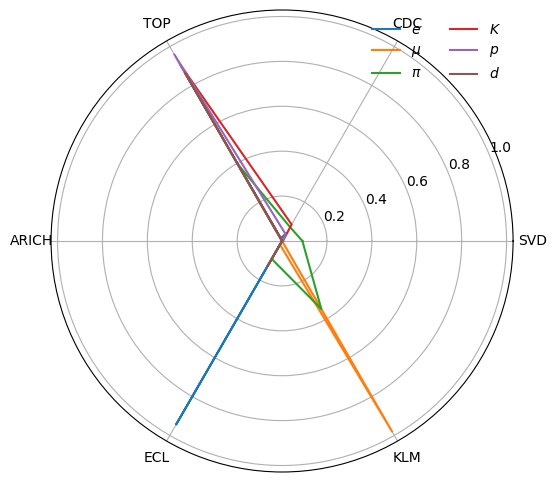 TOP
CDC
e K
μ p
π d
1.0
0.8
0.6
0.4
0.2
ARICH
SVD
ECL
KLM